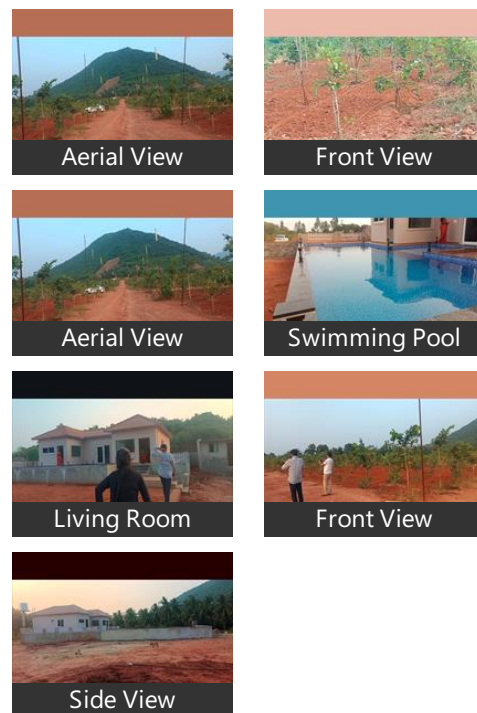 Aerial View
Front View
Aerial View
Swimming Pool
Living Room
Front View
Side View